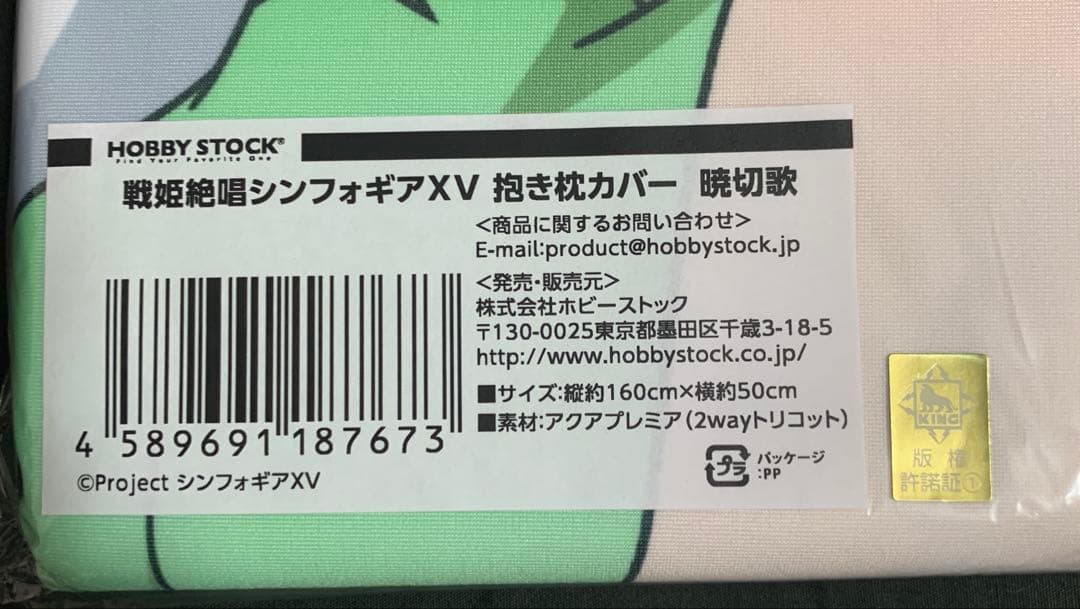 HOBBY STOCK®
Find Your Favorite One
戦姫絶唱シンフォギアXV 抱き枕カバー 暁切歌
<商品に関するお問い合わせ>
E-mail:product@hobbystock.jp
<発売・販売元>
株式会社ホビーストック
〒130-0025東京都墨田区千歳3-18-5
http://www.hobbystock.co.jp/
■サイズ:縦約160cm×横約50cm
■素材:アクアプレミア(2wayトリコット)
4 589691 187673
プラ
パッケージ
:PP
©Project シンフォギアXV
KING
版権
許諾証①